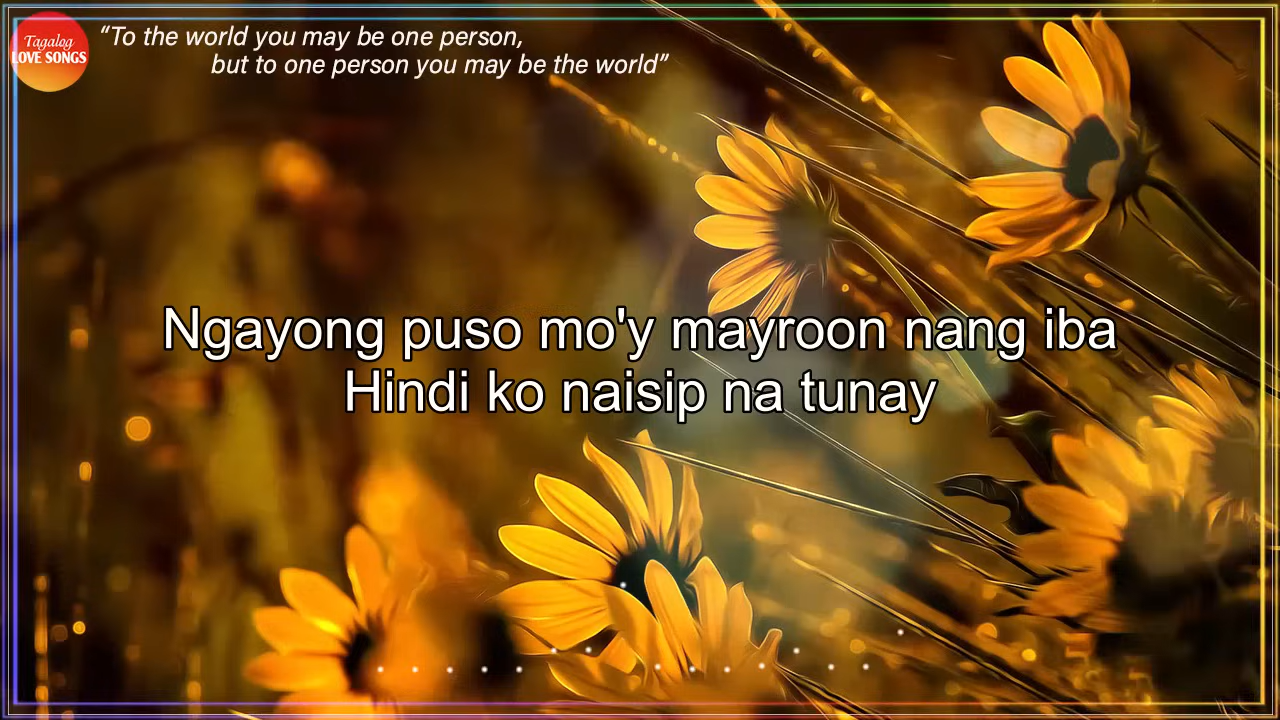 Tagalog
LOVE SONGS
“To the world you may be one person,
but to one person you may be the world”
Ngayong puso mo'y mayroon nang iba
Hindi ko naisip na tunay